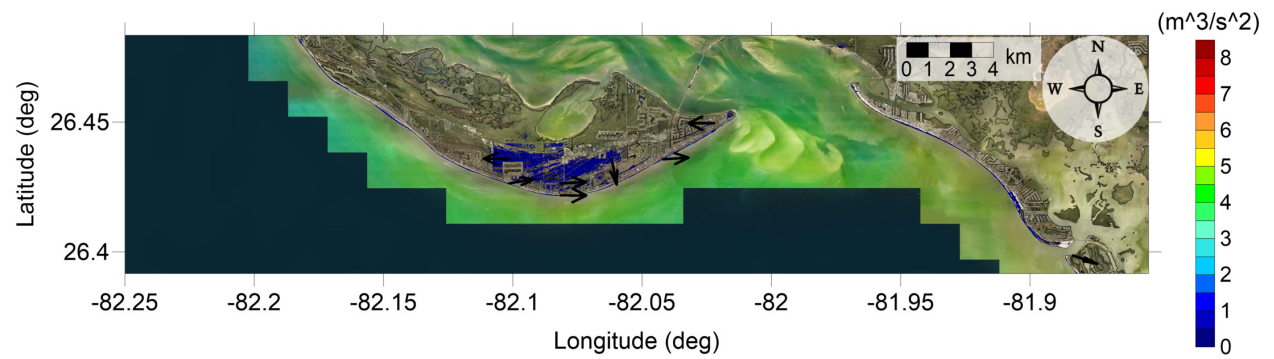 (m^3/s^2)
N
W E
S
km
0 1 2 3 4
8
7
6
5
4
3
2
1
0
Latitude (deg)
26.45
26.4
-82.25 -82.2 -82.15 -82.1 -82.05 -82 -81.95 -81.9
Longitude (deg)